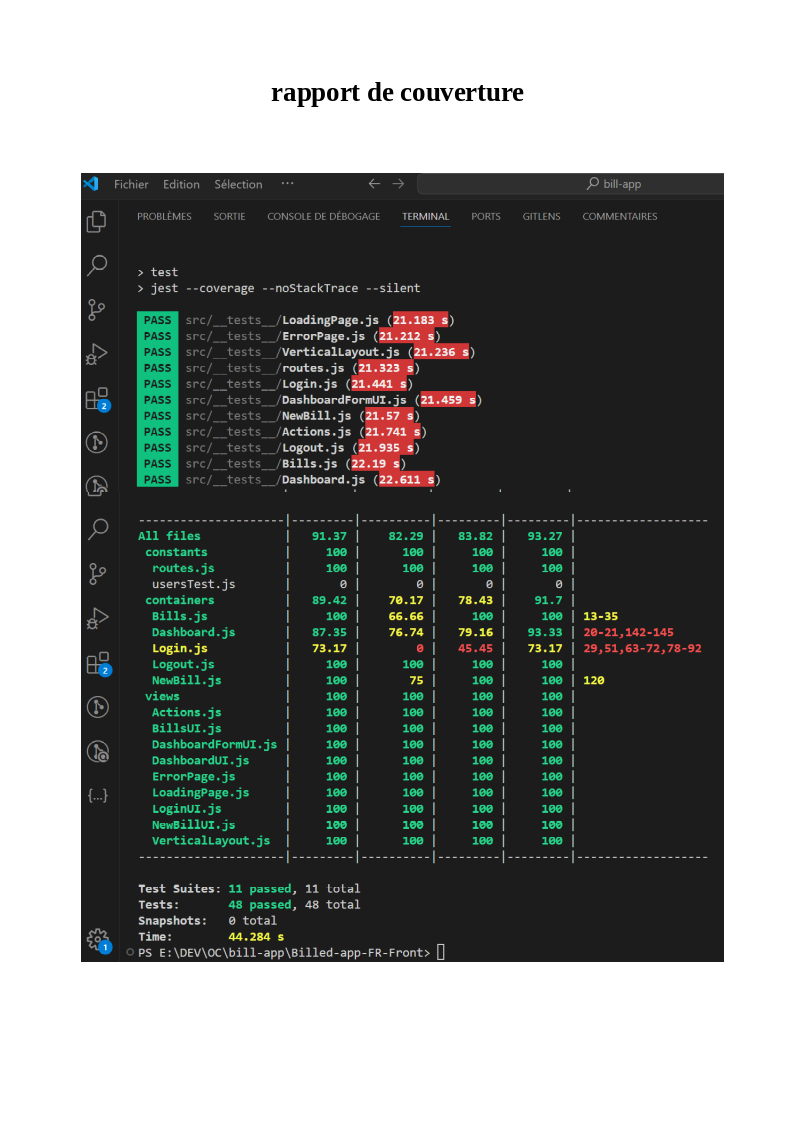 rapport de couverture
Fichier Edition Sélection ··· ← → bill-app
PROBLÈMES SORTIE CONSOLE DE DÉBOGAGE TERMINAL PORTS GITLENS COMMENTAIRES
> test
> jest --coverage --noStackTrace --silent
PASS src/__tests__/LoadingPage.js (21.183 s)
PASS src/__tests__/ErrorPage.js (21.212 s)
PASS src/__tests__/VerticalLayout.js (21.236 s)
PASS src/__tests__/routes.js (21.323 s)
PASS src/__tests__/Login.js (21.441 s)
PASS src/__tests__/DashboardFormUI.js (21.459 s)
PASS src/__tests__/NewBill.js (21.57 s)
PASS src/__tests__/Actions.js (21.741 s)
PASS src/__tests__/Logout.js (21.935 s)
PASS src/__tests__/Bills.js (22.19 s)
PASS src/__tests__/Dashboard.js (22.611 s)
---------------------|---------|----------|---------|---------|-------------------
All files | 91.37 | 82.29 | 83.82 | 93.27 |
constants | 100 | 100 | 100 | 100 |
routes.js | 100 | 100 | 100 | 100 |
usersTest.js | 0 | 0 | 0 | 0 |
containers | 89.42 | 70.17 | 78.43 | 91.7 |
Bills.js | 100 | 66.66 | 100 | 100 | 13-35
Dashboard.js | 87.35 | 76.74 | 79.16 | 93.33 | 20-21,142-145
Login.js | 73.17 | 0 | 45.45 | 73.17 | 29,51,63-72,78-92
Logout.js | 100 | 100 | 100 | 100 |
NewBill.js | 100 | 75 | 100 | 100 | 120
views | 100 | 100 | 100 | 100 |
Actions.js | 100 | 100 | 100 | 100 |
BillsUI.js | 100 | 100 | 100 | 100 |
DashboardFormUI.js | 100 | 100 | 100 | 100 |
DashboardUI.js | 100 | 100 | 100 | 100 |
ErrorPage.js | 100 | 100 | 100 | 100 |
LoadingPage.js | 100 | 100 | 100 | 100 |
LoginUI.js | 100 | 100 | 100 | 100 |
NewBillUI.js | 100 | 100 | 100 | 100 |
VerticalLayout.js | 100 | 100 | 100 | 100 |
---------------------|---------|----------|---------|---------|-------------------
Test Suites: 11 passed, 11 total
Tests: 48 passed, 48 total
Snapshots: 0 total
Time: 44.284 s
PS E:\DEV\OC\bill-app\Billed-app-FR-Front>
2
2
{...}
1